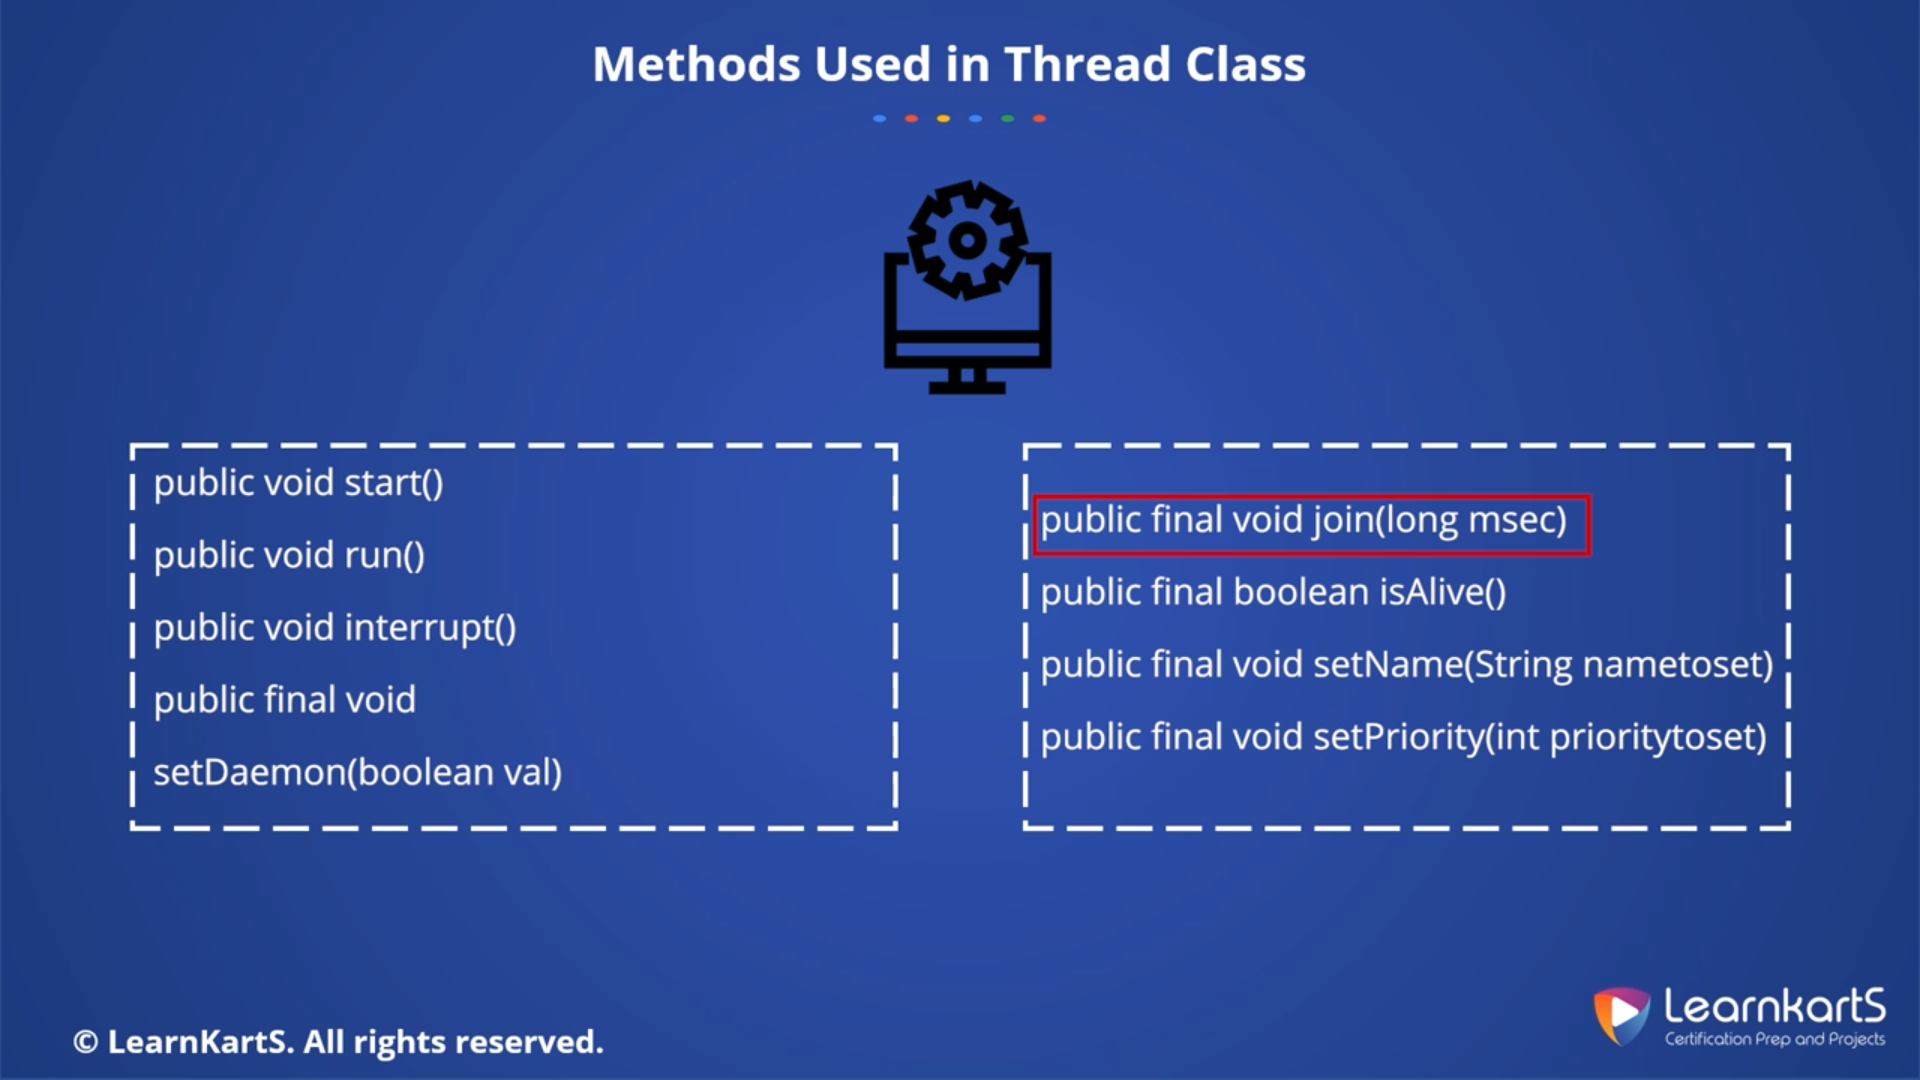 Methods Used in Thread Class
public void start()
public void run()
public void interrupt()
public final void
setDaemon(boolean val)
public final void join(long msec)
public final boolean isAlive()
public final void setName(String nametoset)
public final void setPriority(int prioritytoset)
© LearnKartS. All rights reserved.
LearnkartS
Certification Prep and Projects